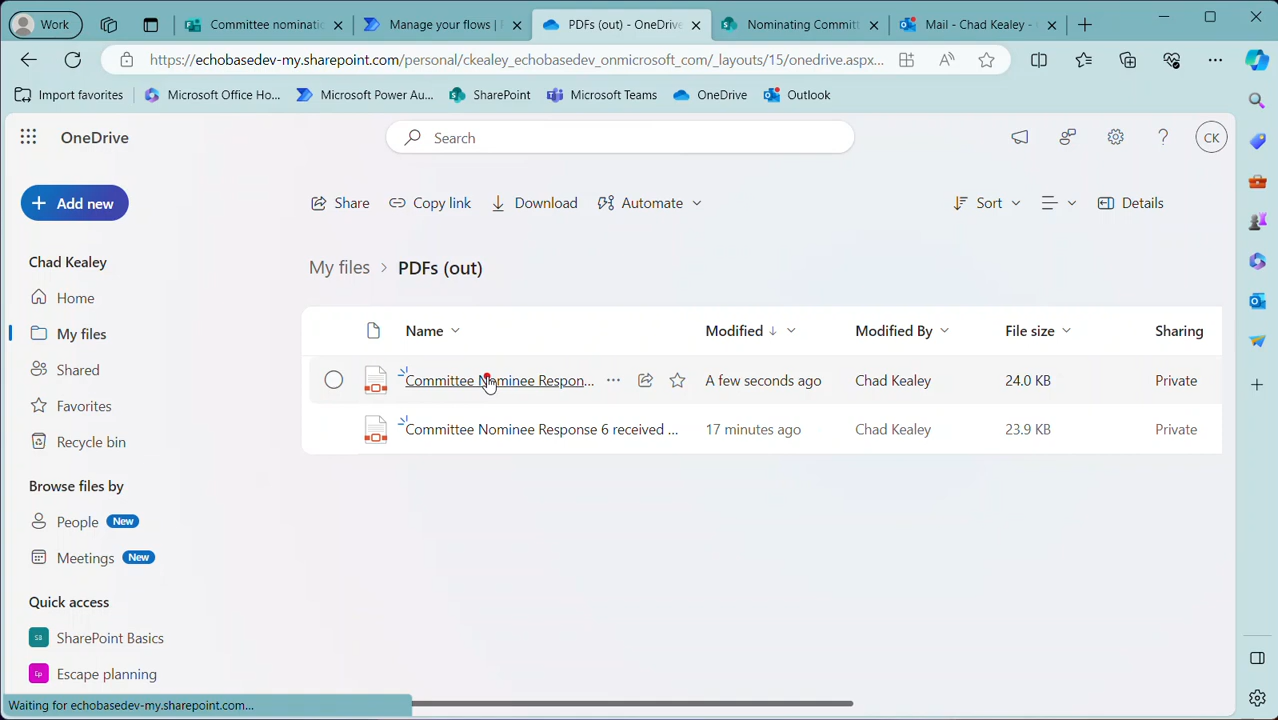 Work
Committee nominatio
Manage your flows |
PDFs (out) - OneDrive
Nominating Committ
Mail - Chad Kealey -
https://echobasedev-my.sharepoint.com/personal/ckealey_echobasedev_onmicrosoft_com/_layouts/15/onedrive.aspx...
Import favorites
Microsoft Office Ho...
Microsoft Power Au...
SharePoint
Microsoft Teams
OneDrive
Outlook
OneDrive
Search
CK
Add new
Share
Copy link
Download
Automate
Sort
Details
Chad Kealey
Home
My files
Shared
Favorites
Recycle bin
Browse files by
People New
Meetings New
Quick access
SB SharePoint Basics
Ep Escape planning
My files > PDFs (out)
Name Modified Modified By File size Sharing
Committee Nominee Respon... A few seconds ago Chad Kealey 24.0 KB Private
Committee Nominee Response 6 received ... 17 minutes ago Chad Kealey 23.9 KB Private
Waiting for echobasedev-my.sharepoint.com...